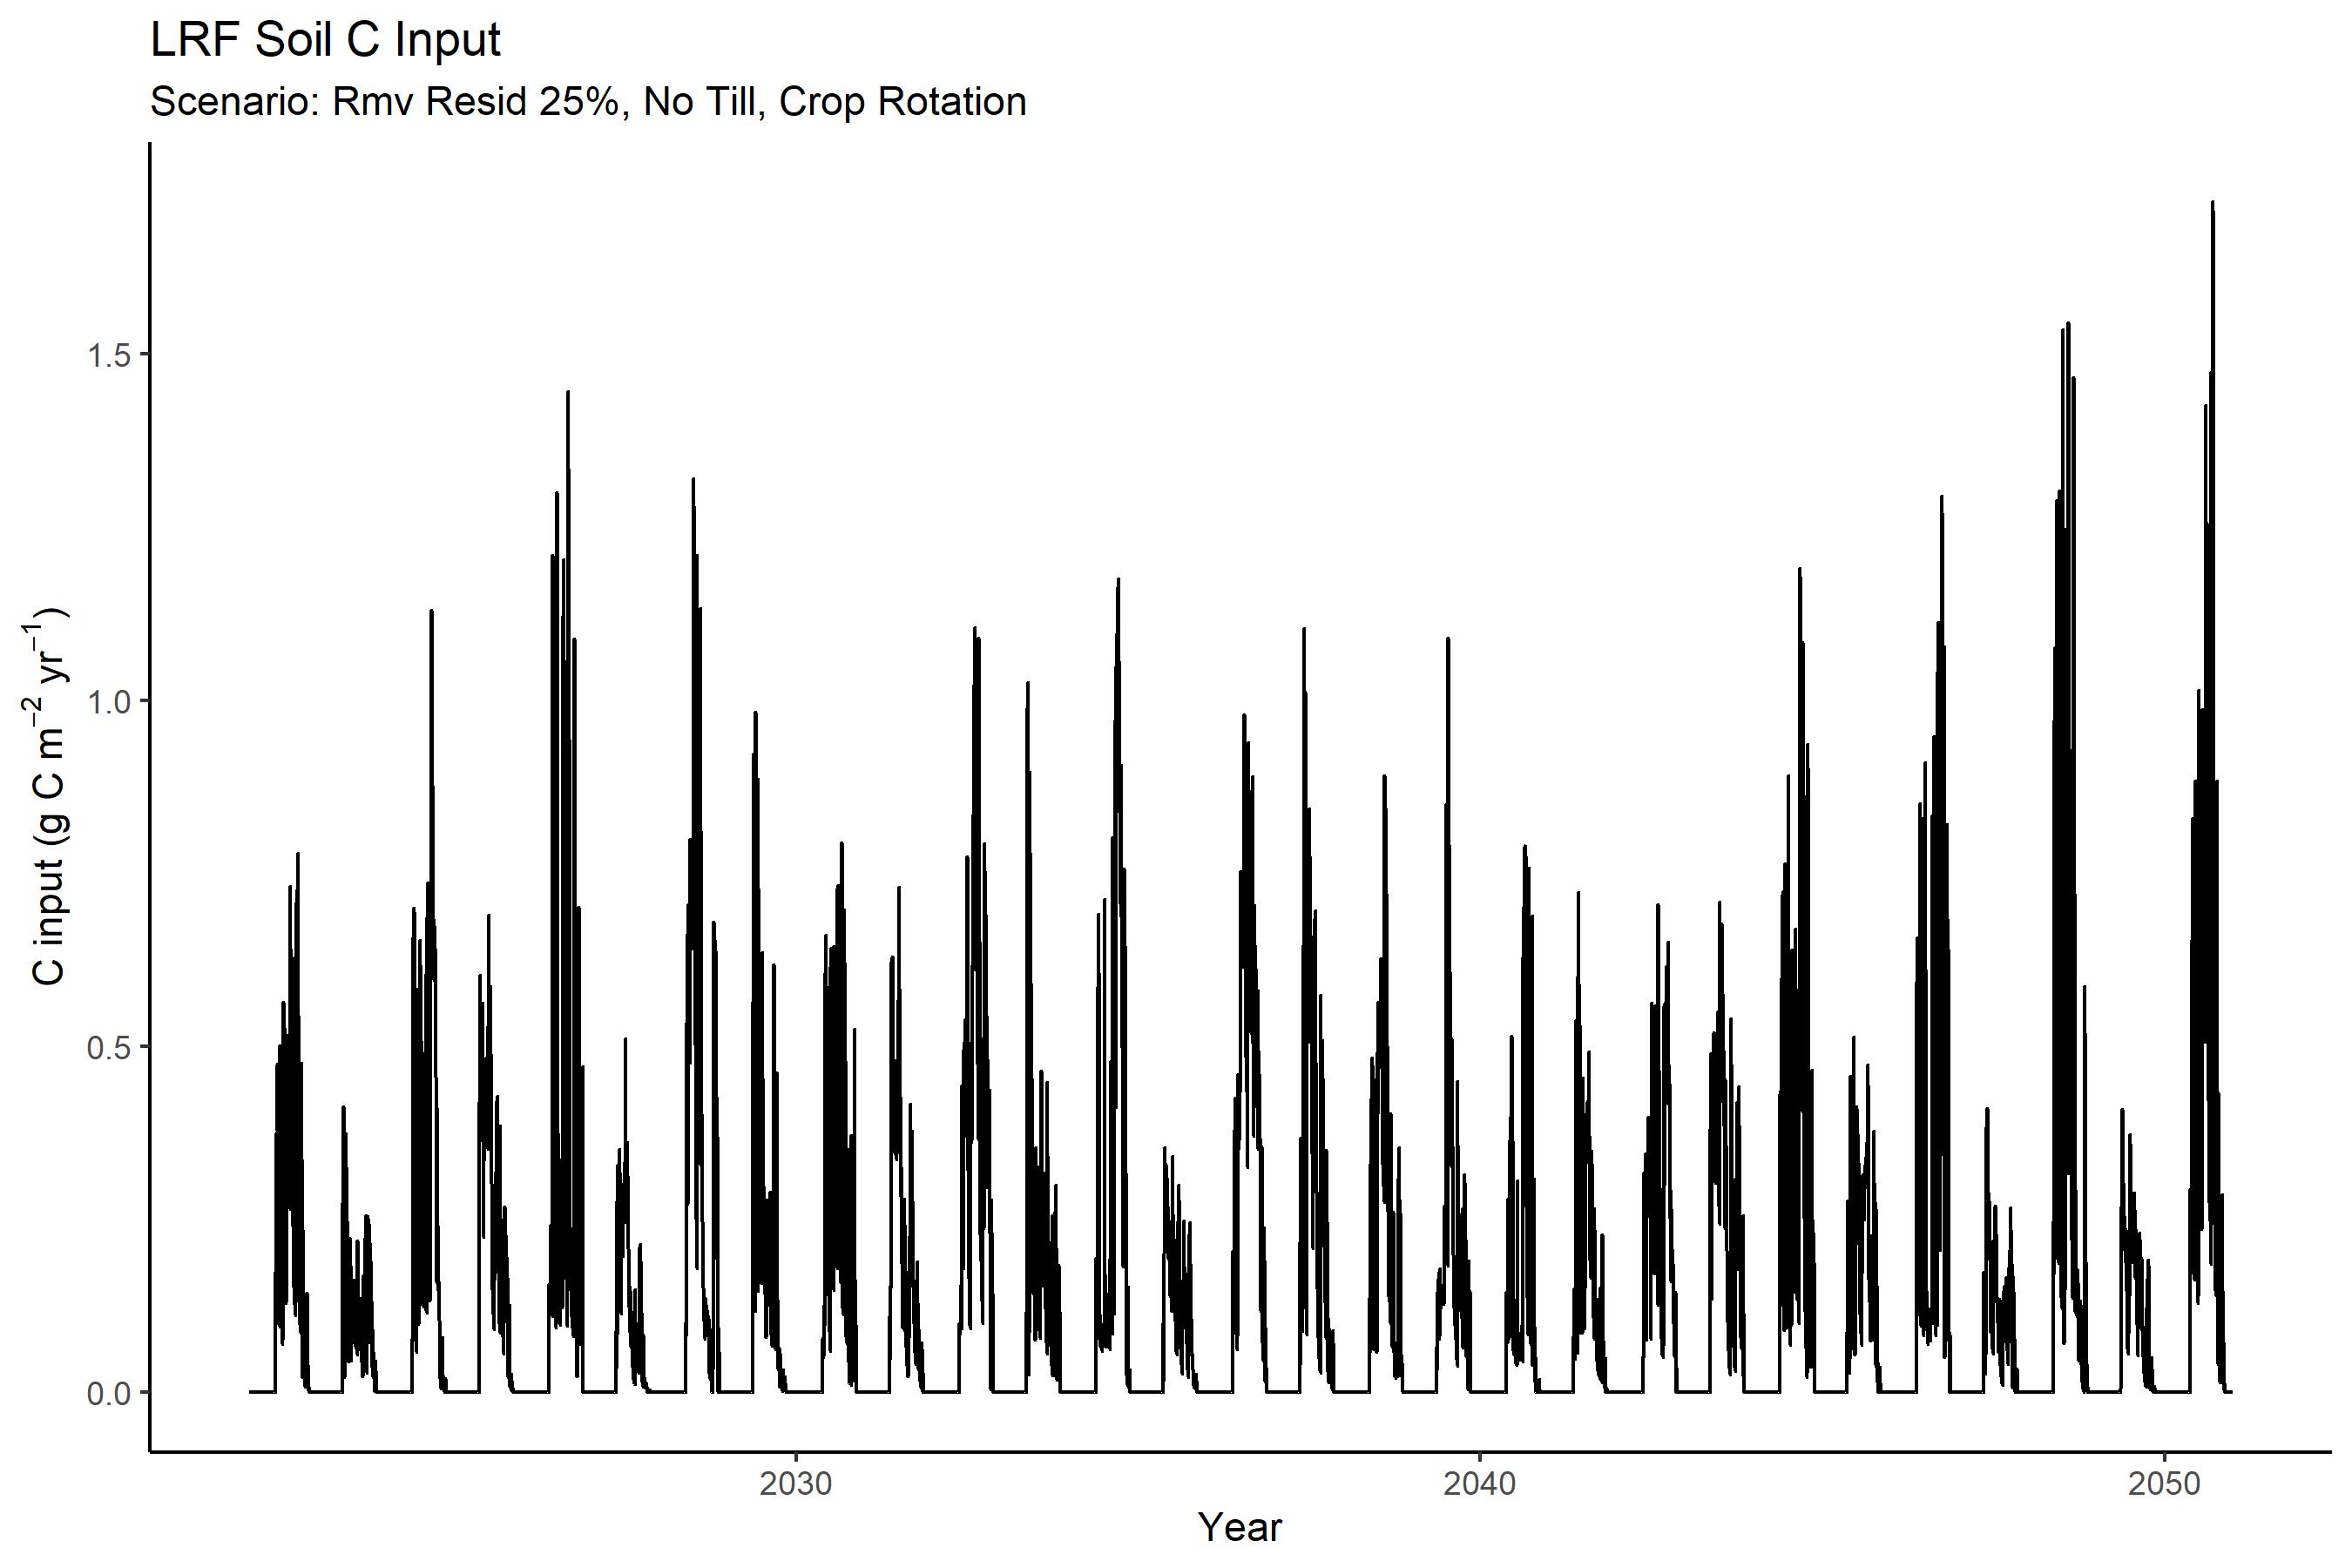 LRF Soil C Input
Scenario: Rmv Resid 25%, No Till, Crop Rotation
C input (g C m⁻² yr⁻¹)
1.5
1.0
0.5
0.0
2030
2040
2050
Year